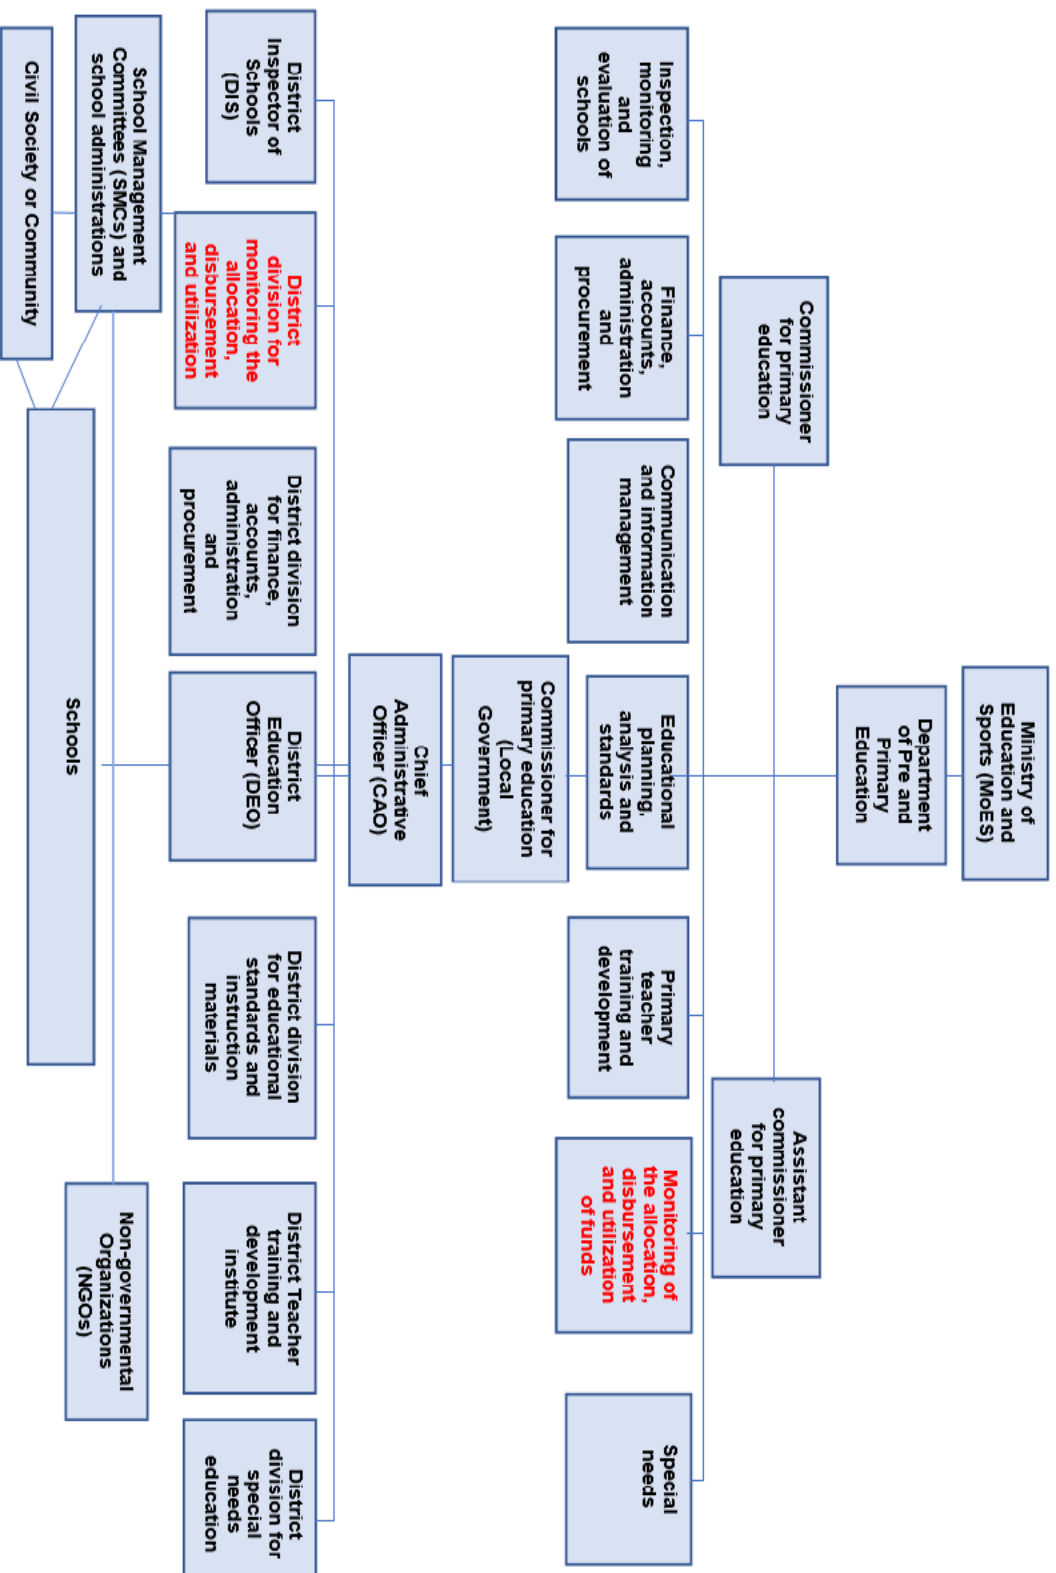 Ministry of
Education and
Sports (MoES)
Department
of Pre and
Primary
Education
Commissioner
for primary
education
Assistant
commissioner
for primary
education
Inspection,
monitoring
and
evaluation of
schools
Finance,
accounts,
administration
and
procurement
Communication
and information
management
Educational
planning,
analysis and
standards
Primary
teacher
training and
development
Monitoring of
the allocation,
disbursement
and utilization
of funds
Special
needs
Commissioner for
primary education
(Local
Government)
Chief
Administrative
Officer (CAO)
District
Inspector of
Schools
(DIS)
District
division for
monitoring the
allocation,
disbursement
and utilization
District division
for finance,
accounts,
administration
and
procurement
District
Education
Officer (DEO)
District division
for educational
standards and
instruction
materials
District Teacher
training and
development
institute
District
division for
special
needs
education
School Management
Committees (SMCs) and
school administrations
Non-governmental
Organizations
(NGOs)
Civil Society or Community
Schools